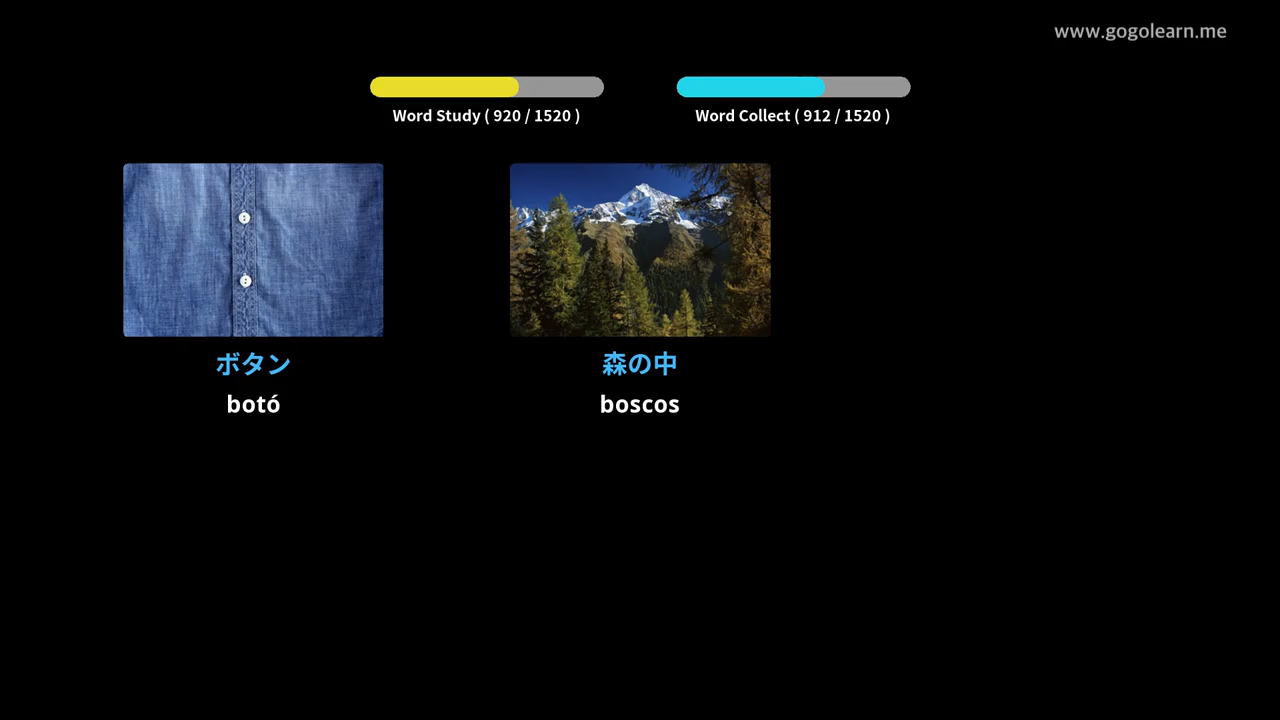 www.gogolearn.me
Word Study ( 920 / 1520 )
Word Collect ( 912 / 1520 )
ボタン
botó
森の中
boscos